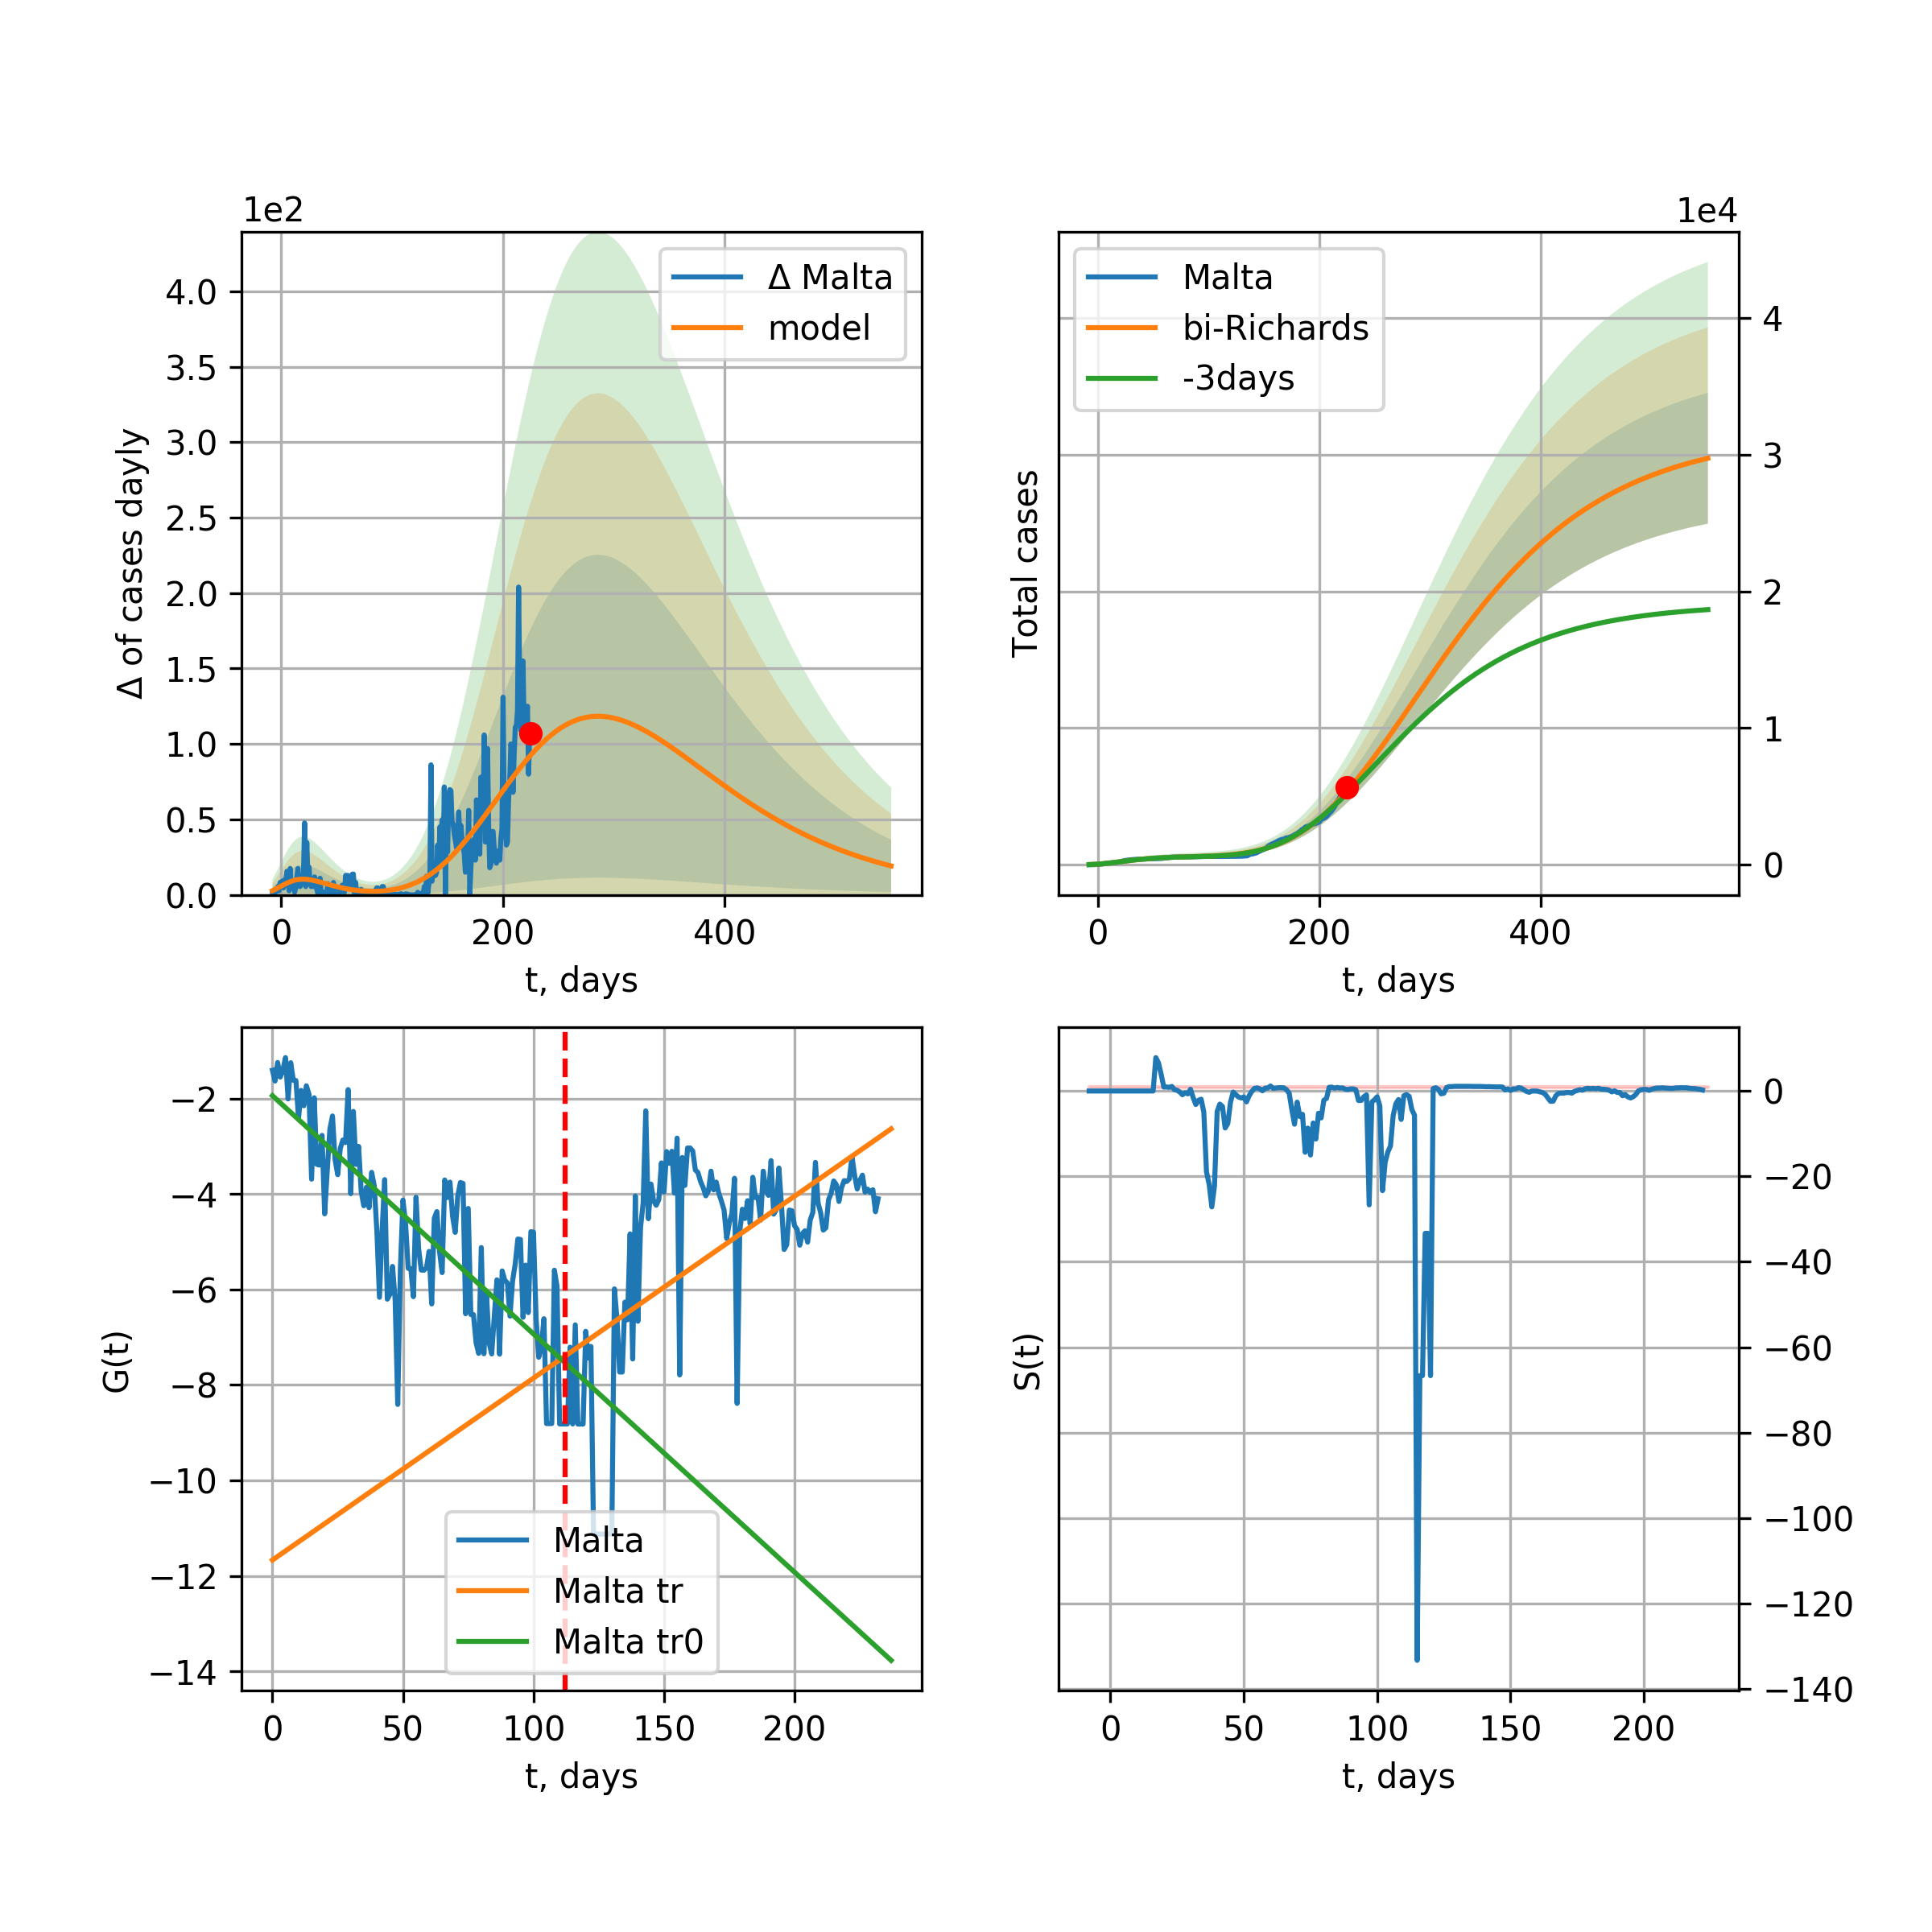 1e2
Δ of cases dayly
4.0
3.5
3.0
2.5
2.0
1.5
1.0
0.5
0.0
Δ Malta
model
0 200 400
t, days
1e4
Total cases
Malta
bi-Richards
-3days
4
3
2
1
0
0 200 400
t, days
G(t)
−2
−4
−6
−8
−10
−12
−14
Malta
Malta tr
Malta tr0
0 50 100 150 200
t, days
S(t)
0
−20
−40
−60
−80
−100
−120
−140
0 50 100 150 200
t, days